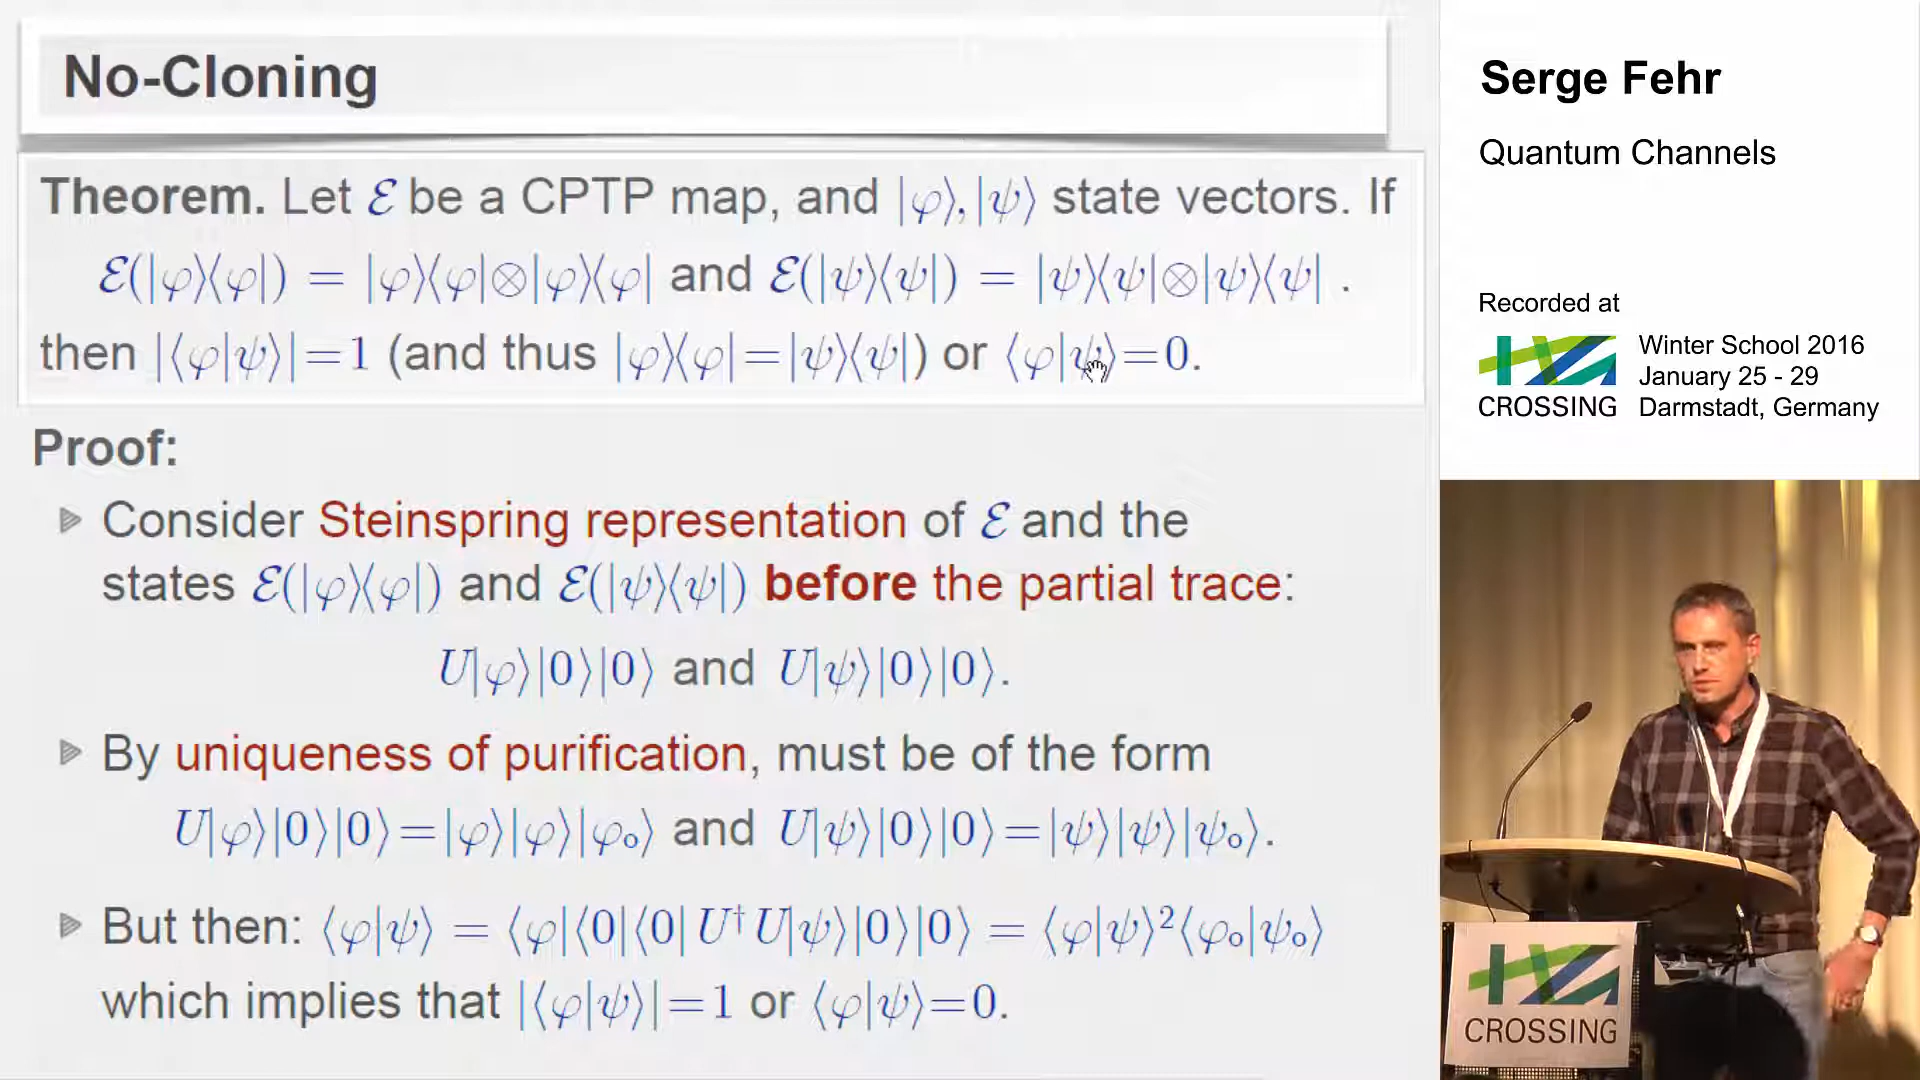 No-Cloning
Theorem. Let ℰ be a CPTP map, and |φ⟩,|ψ⟩ state vectors. If
ℰ(|φ⟩⟨φ|) = |φ⟩⟨φ|⊗|φ⟩⟨φ| and ℰ(|ψ⟩⟨ψ|) = |ψ⟩⟨ψ|⊗|ψ⟩⟨ψ| .
then |⟨φ|ψ⟩|=1 (and thus |φ⟩⟨φ|=|ψ⟩⟨ψ|) or ⟨φ|ψ⟩=0.
Proof:
Consider Steinspring representation of ℰ and the
states ℰ(|φ⟩⟨φ|) and ℰ(|ψ⟩⟨ψ|) before the partial trace:
U|φ⟩|0⟩|0⟩ and U|ψ⟩|0⟩|0⟩.
By uniqueness of purification, must be of the form
U|φ⟩|0⟩|0⟩=|φ⟩|φ⟩|φ₀⟩ and U|ψ⟩|0⟩|0⟩=|ψ⟩|ψ⟩|ψ₀⟩.
But then: ⟨φ|ψ⟩ = ⟨φ|⟨0|⟨0| U†U|ψ⟩|0⟩|0⟩ = ⟨φ|ψ⟩²⟨φ₀|ψ₀⟩
which implies that |⟨φ|ψ⟩|=1 or ⟨φ|ψ⟩=0.
Serge Fehr
Quantum Channels
Recorded at
CROSSING
Winter School 2016
January 25 - 29
Darmstadt, Germany
CROSSING